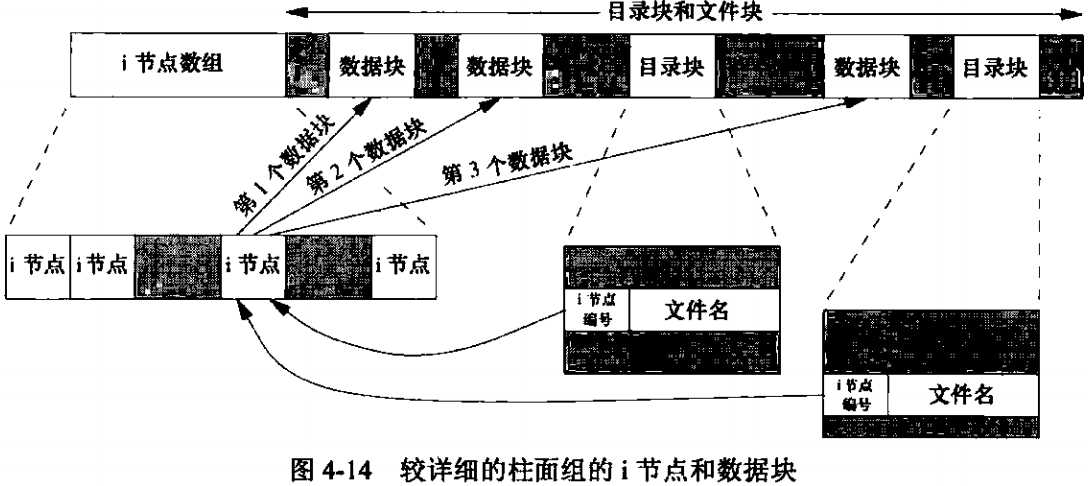 目录块和文件块
i 节点数组
数据块
数据块
目录块
数据块
目录块
第 1 个数据块
第 2 个数据块
第 3 个数据块
i 节点
i 节点
i 节点
i 节点
i 节点
编号
文件名
i 节点
编号
文件名
图 4-14 较详细的柱面组的 i 节点和数据块